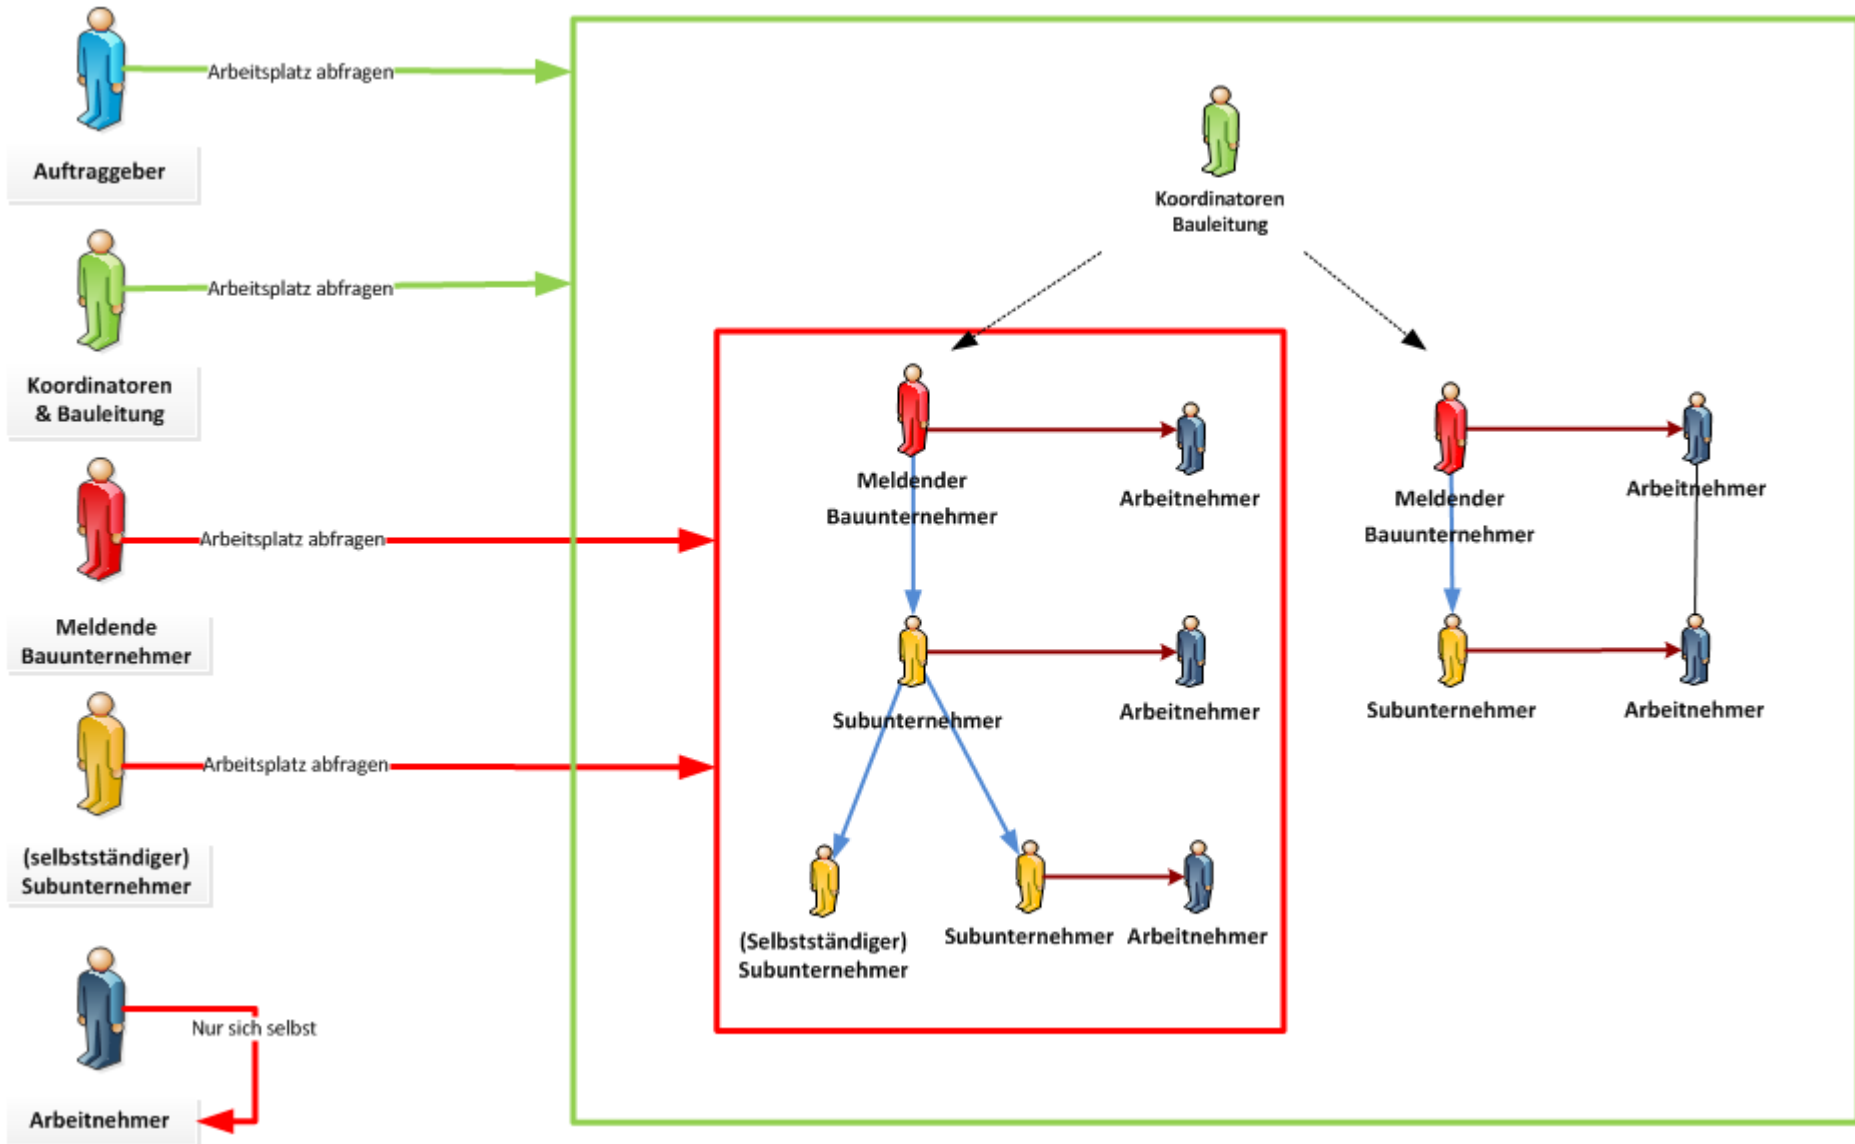 Arbeitsplatz abfragen
Auftraggeber
Arbeitsplatz abfragen
Koordinatoren
& Bauleitung
Arbeitsplatz abfragen
Meldende
Bauunternehmer
Arbeitsplatz abfragen
(selbstständiger)
Subunternehmer
Nur sich selbst
Arbeitnehmer
Koordinatoren
Bauleitung
Meldender
Bauunternehmer
Arbeitnehmer
Subunternehmer
Arbeitnehmer
(Selbstständiger)
Subunternehmer
Subunternehmer
Arbeitnehmer
Meldender
Bauunternehmer
Arbeitnehmer
Subunternehmer
Arbeitnehmer